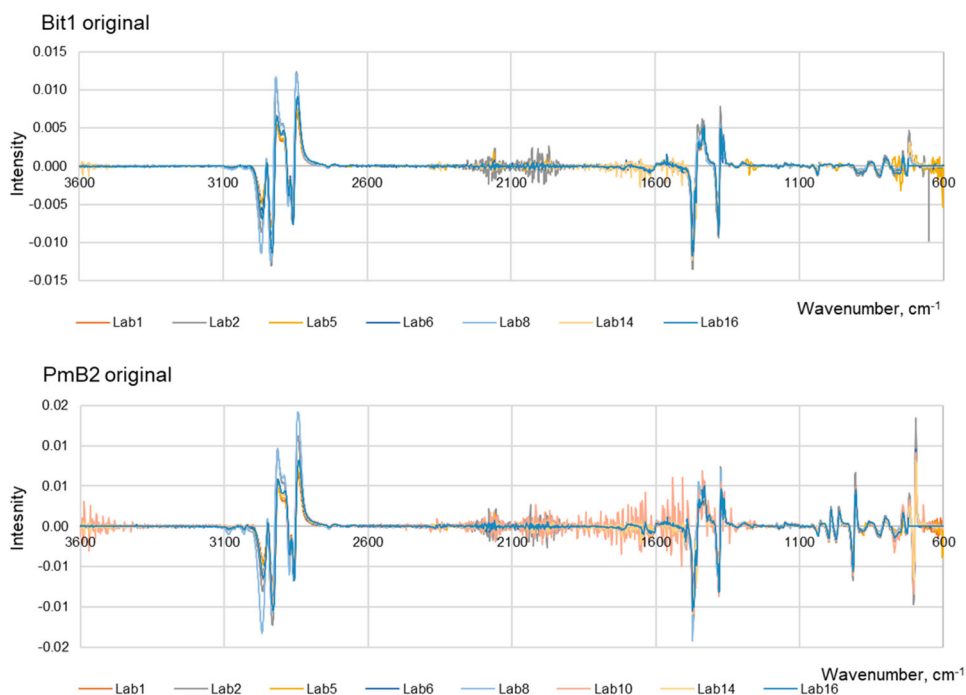 Bit1 original
0.015
0.010
0.005
0.000
-0.005
-0.010
-0.015
Intensity
3600 3100 2600 2100 1600 1100 600
Wavenumber, cm-1
Lab1 Lab2 Lab5 Lab6 Lab8 Lab14 Lab16
PmB2 original
0.02
0.01
0.01
0.00
-0.01
-0.01
-0.02
Intesnity
3600 3100 2600 2100 1600 1100 600
Wavenumber, cm-1
Lab1 Lab2 Lab5 Lab6 Lab8 Lab10 Lab14 Lab16